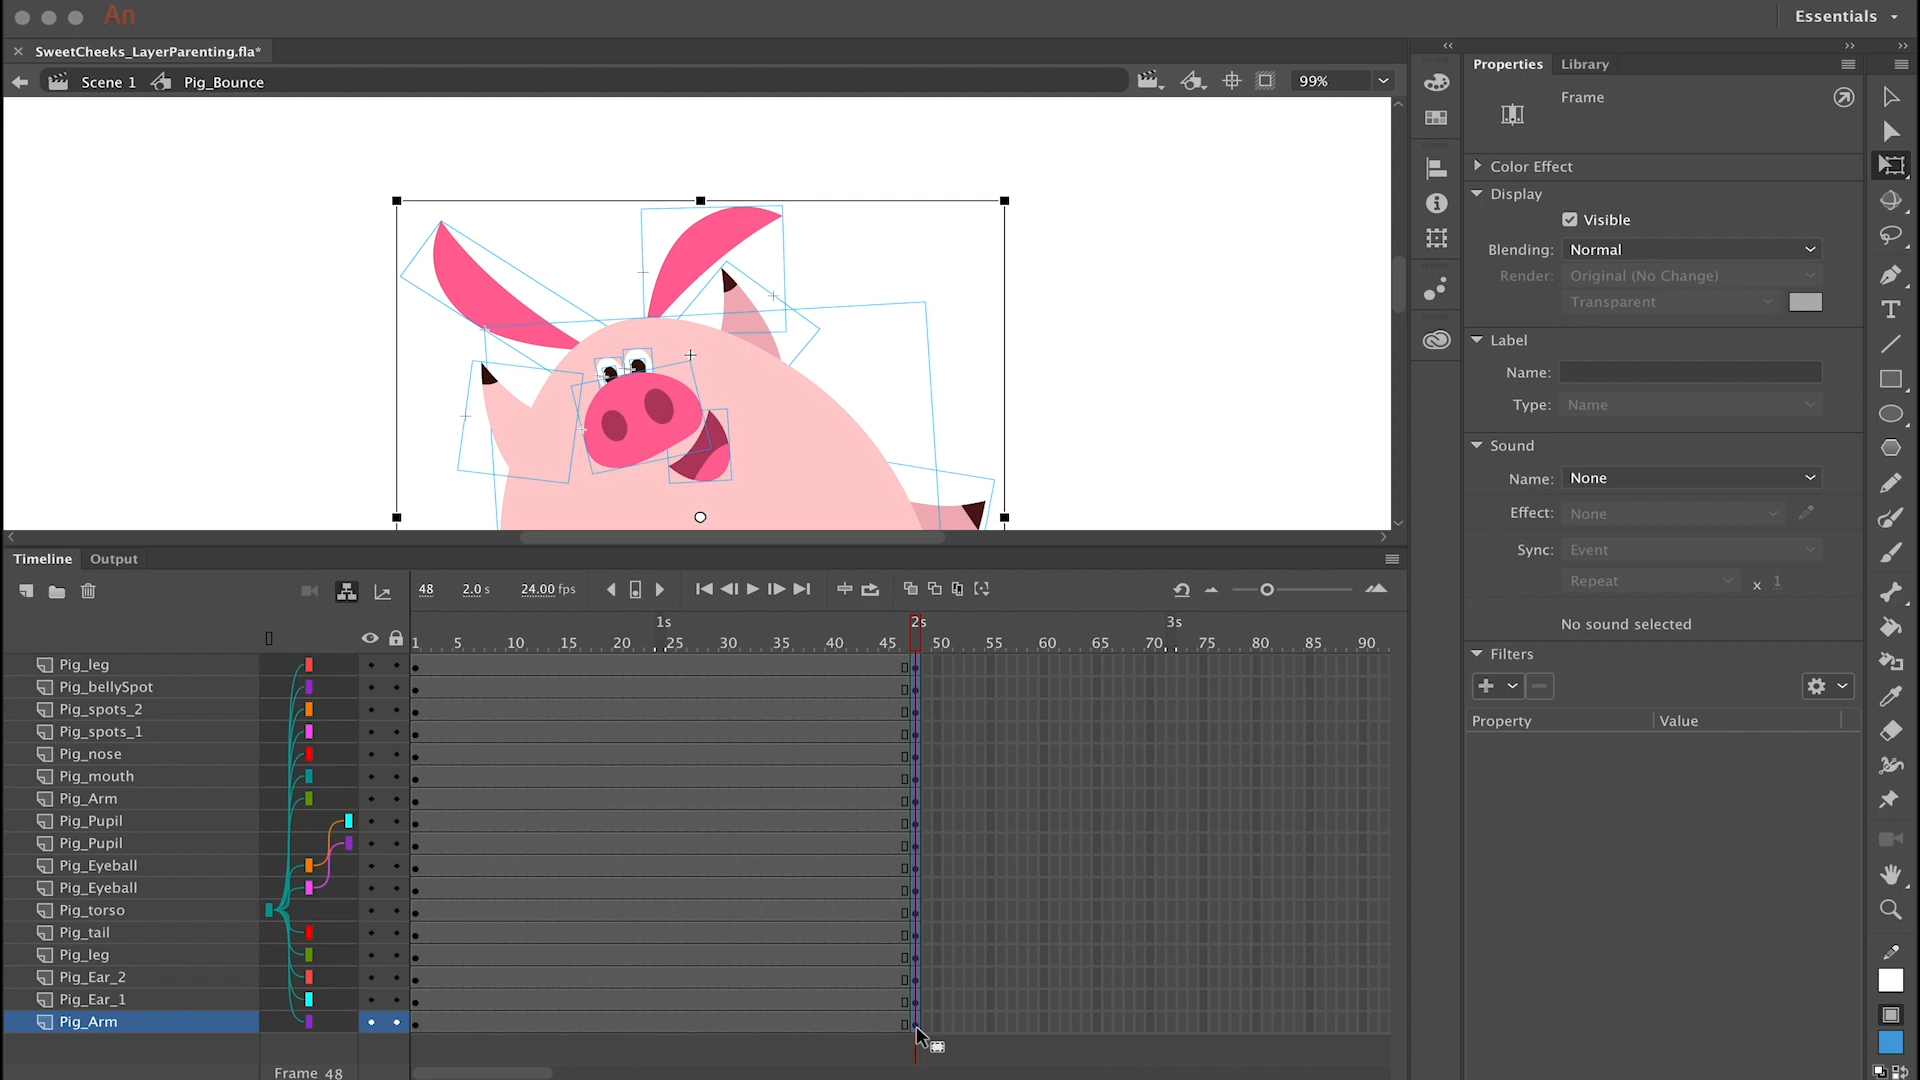 An
Essentials
SweetCheeks_LayerParenting.fla*
Scene 1
Pig_Bounce
99%
Properties
Library
Frame
Color Effect
Display
Visible
Blending: Normal
Render: Original (No Change)
Transparent
Label
Name:
Type: Name
Sound
Name: None
Effect: None
Sync: Event
Repeat x 1
No sound selected
Filters
Property Value
Timeline
Output
48 2.0 s 24.00 fps
1s 2s 3s
1 5 10 15 20 25 30 35 40 45 50 55 60 65 70 75 80 85 90
Pig_leg
Pig_bellySpot
Pig_spots_2
Pig_spots_1
Pig_nose
Pig_mouth
Pig_Arm
Pig_Pupil
Pig_Pupil
Pig_Eyeball
Pig_Eyeball
Pig_torso
Pig_tail
Pig_leg
Pig_Ear_2
Pig_Ear_1
Pig_Arm
Frame 48